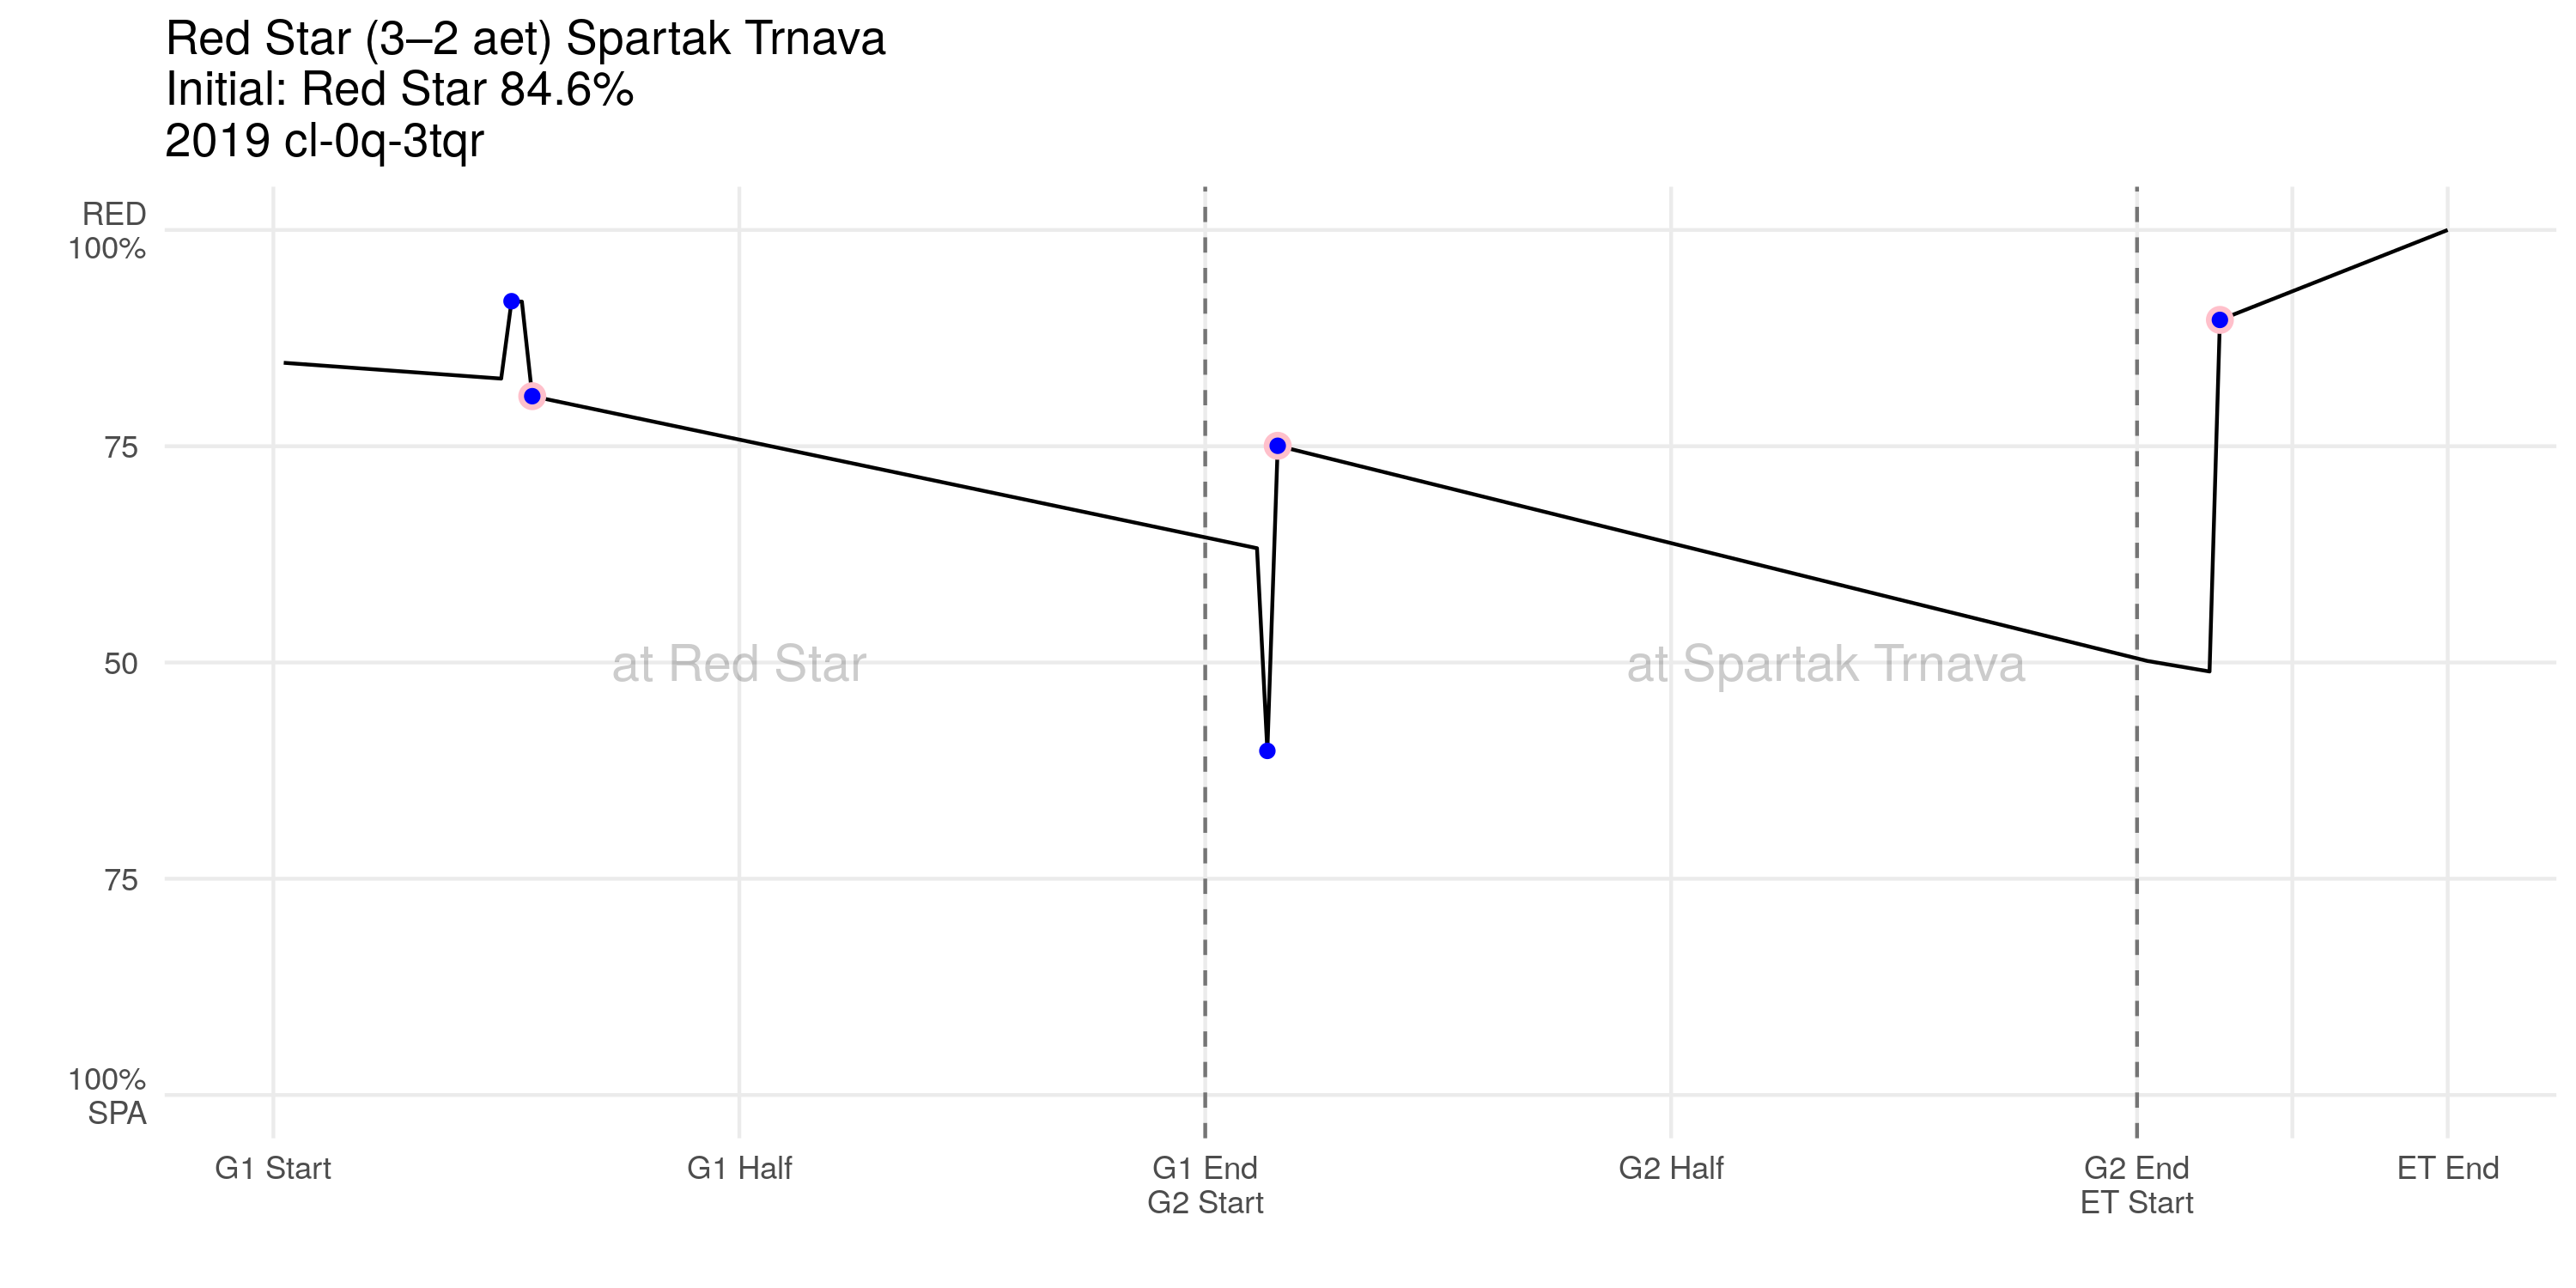 Red Star (3–2 aet) Spartak Trnava
Initial: Red Star 84.6%
2019 cl-0q-3tqr
RED
100%
75
50
75
100%
SPA
at Red Star
at Spartak Trnava
G1 Start
G1 Half
G1 End
G2 Start
G2 Half
G2 End
ET Start
ET End